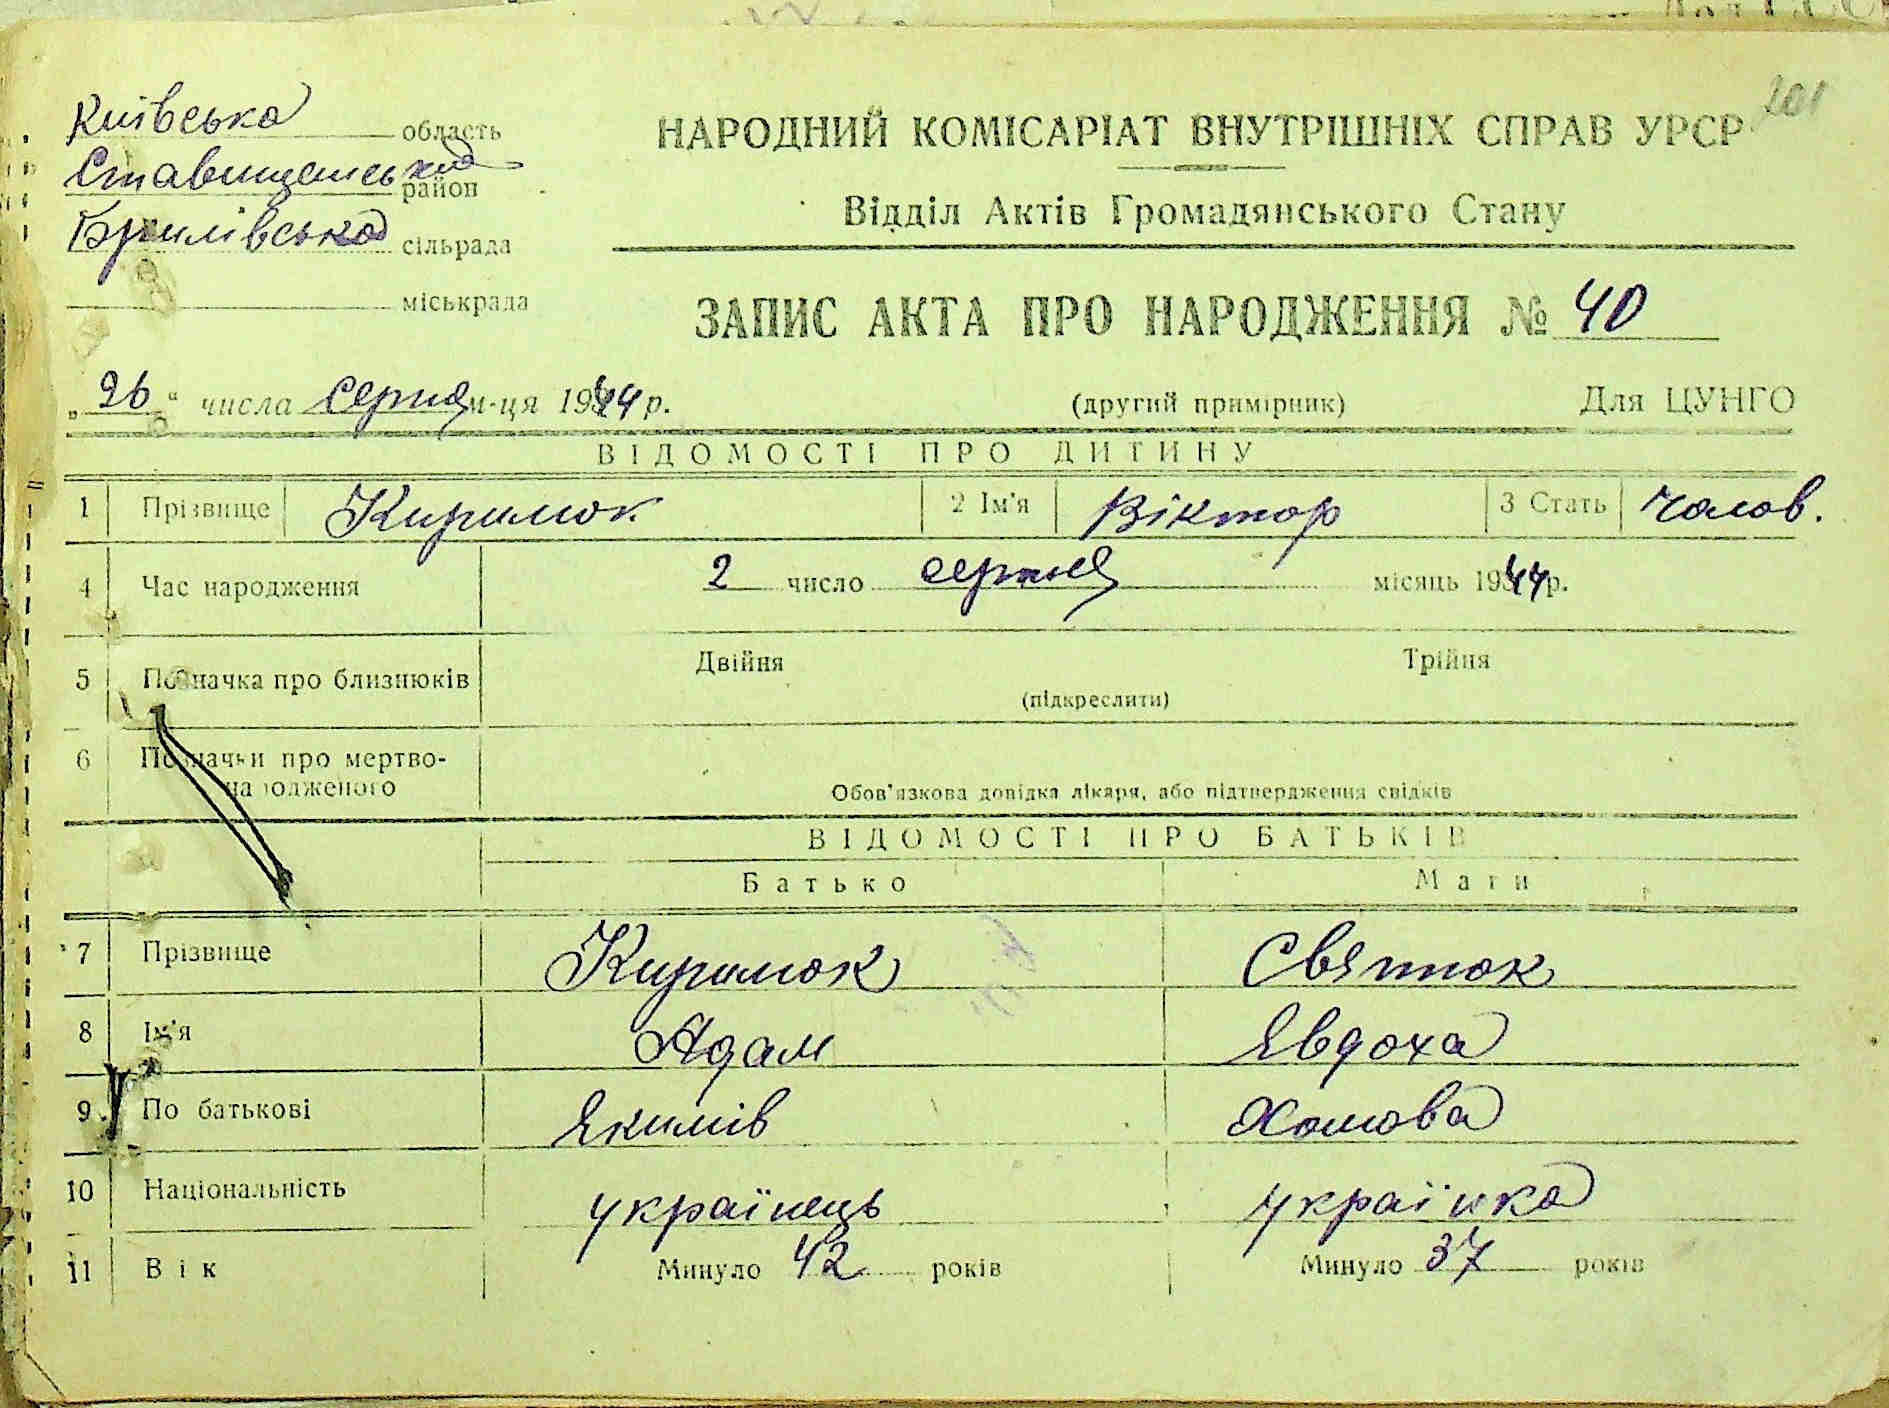 201
Київська область
Ставищенський район
Бриліська сільрада
міськрада
НАРОДНИЙ КОМІСАРІАТ ВНУТРІШНІХ СПРАВ УРСР
Відділ Актів Громадянського Стану
ЗАПИС АКТА ПРО НАРОДЖЕННЯ № 40
„26“ числа серпня м-ця 1944 р.
(другий примірник)
Для ЦУНГО
ВІДОМОСТІ ПРО ДИТИНУ
1 Прізвище Кирилюк 2 Ім'я Віктор 3 Стать чолов.
4 Час народження 2 число серпня місяць 1944 р.
5 Позначка про близнюків Двійня Трійня
(підкреслити)
6 Позначки про мертво-
народженого
Обов'язкова довідка лікаря, або підтвердження свідків
ВІДОМОСТІ ПРО БАТЬКІВ
Батько Мати
7 Прізвище Кирилюк Святюк
8 Ім'я Адам Євдоха
9 По батькові Якимів Хомова
10 Національність українець українка
11 Вік Минуло 42 років Минуло 37 років